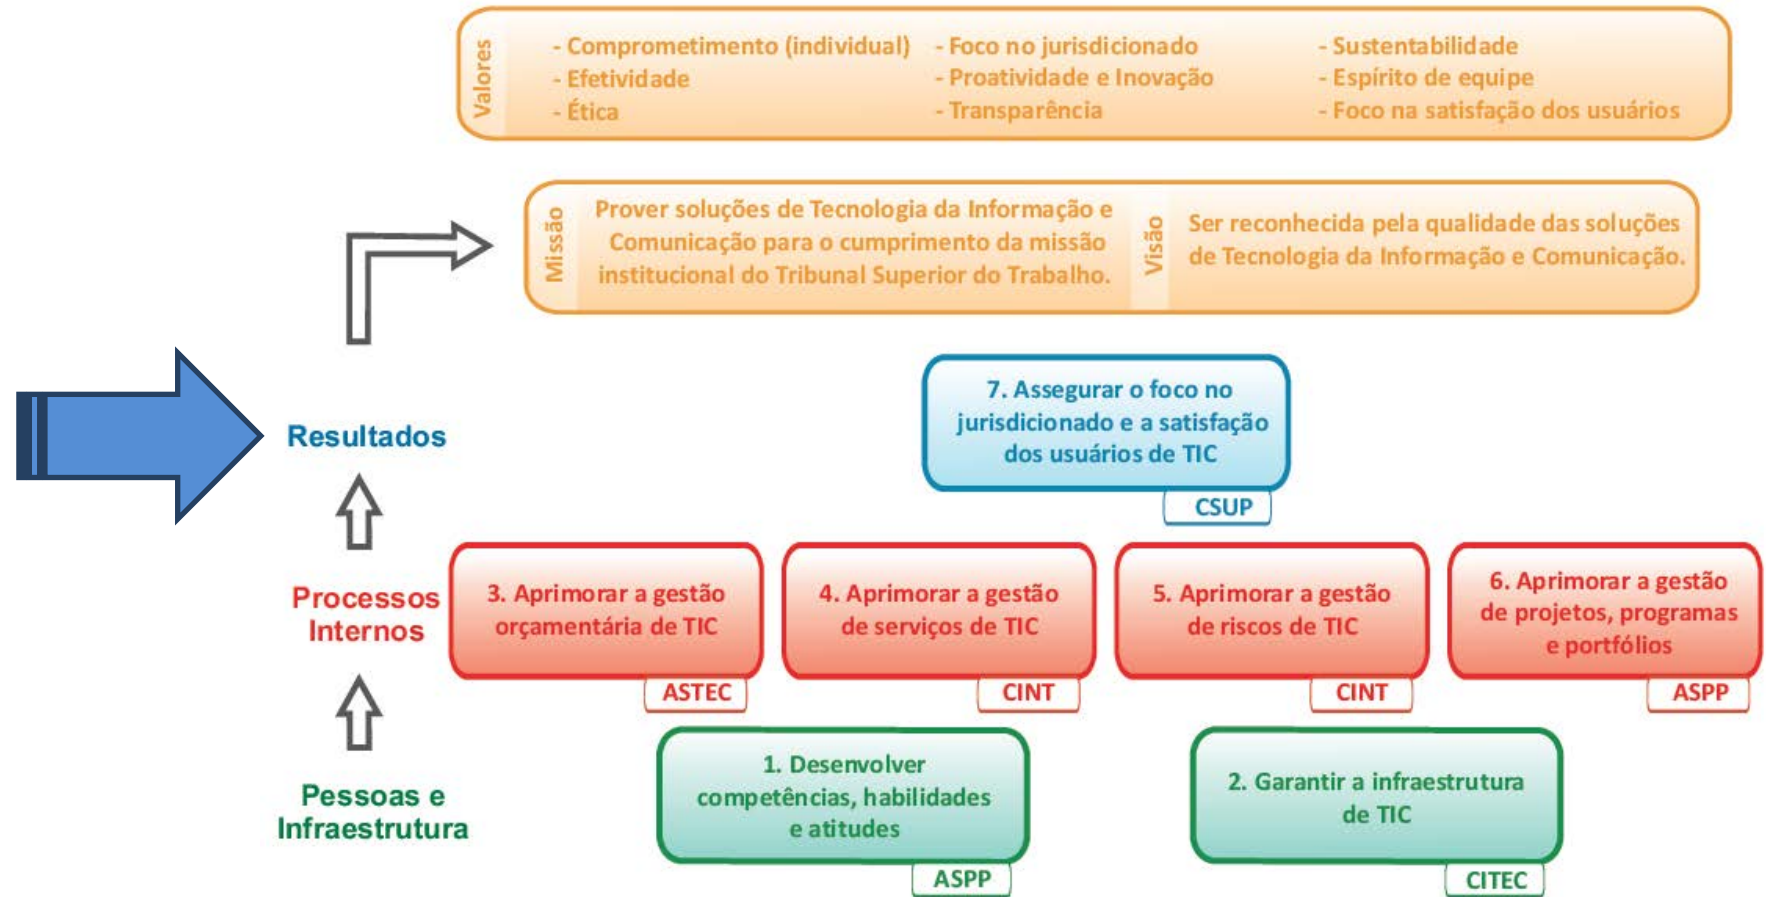 Valores
- Comprometimento (individual)
- Efetividade
- Ética
- Foco no jurisdicionado
- Proatividade e Inovação
- Transparência
- Sustentabilidade
- Espírito de equipe
- Foco na satisfação dos usuários
Missão
Prover soluções de Tecnologia da Informação e
Comunicação para o cumprimento da missão
institucional do Tribunal Superior do Trabalho.
Visão
Ser reconhecida pela qualidade das soluções
de Tecnologia da Informação e Comunicação.
Resultados
7. Assegurar o foco no
jurisdicionado e a satisfação
dos usuários de TIC
CSUP
Processos
Internos
3. Aprimorar a gestão
orçamentária de TIC
ASTEC
4. Aprimorar a gestão
de serviços de TIC
CINT
5. Aprimorar a gestão
de riscos de TIC
CINT
6. Aprimorar a gestão
de projetos, programas
e portfólios
ASPP
Pessoas e
Infraestrutura
1. Desenvolver
competências, habilidades
e atitudes
ASPP
2. Garantir a infraestrutura
de TIC
CITEC